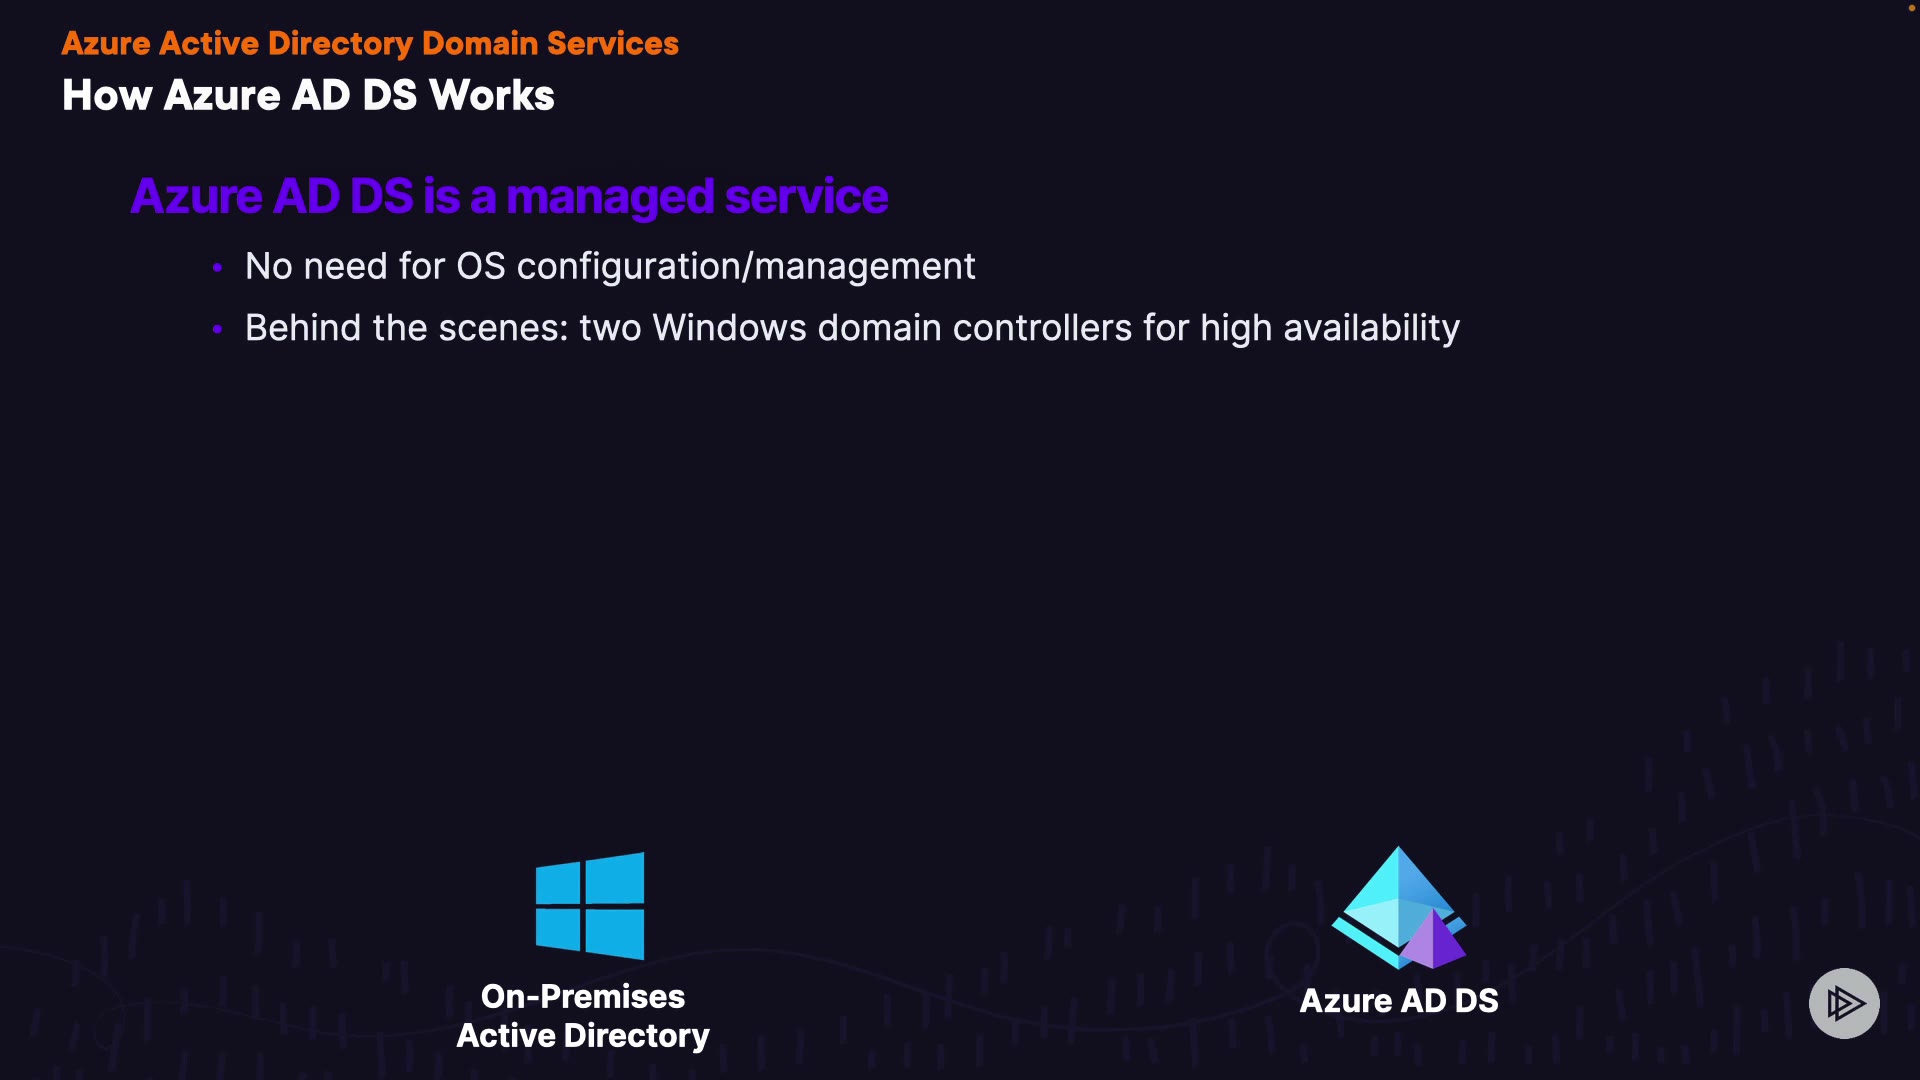 Azure Active Directory Domain Services
How Azure AD DS Works
Azure AD DS is a managed service
• No need for OS configuration/management
• Behind the scenes: two Windows domain controllers for high availability
On-Premises
Active Directory
Azure AD DS